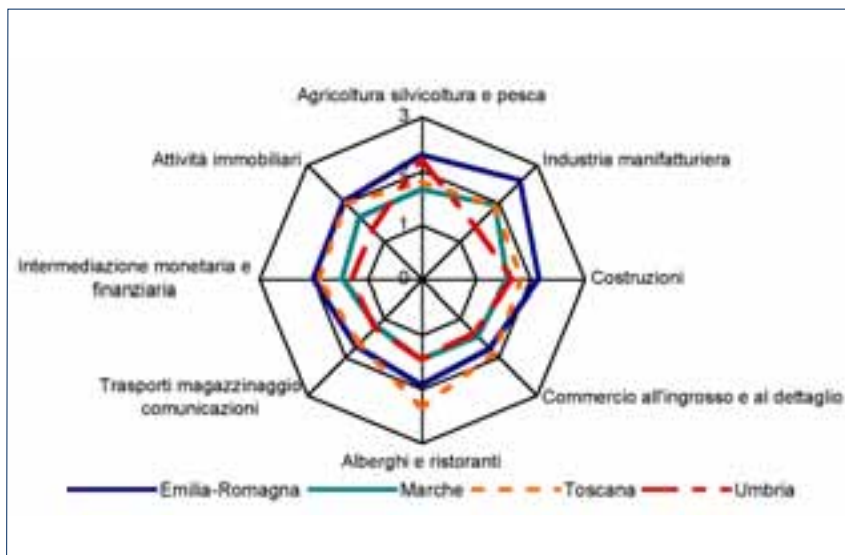 Agricoltura silvicoltura e pesca
3
Attività immobiliari
Industria manifatturiera
2
1
Intermediazione monetaria e
finanziaria
0
Costruzioni
Trasporti magazzinaggio
comunicazioni
Commercio all'ingrosso e al dettaglio
Alberghi e ristoranti
Emilia-Romagna Marche Toscana Umbria